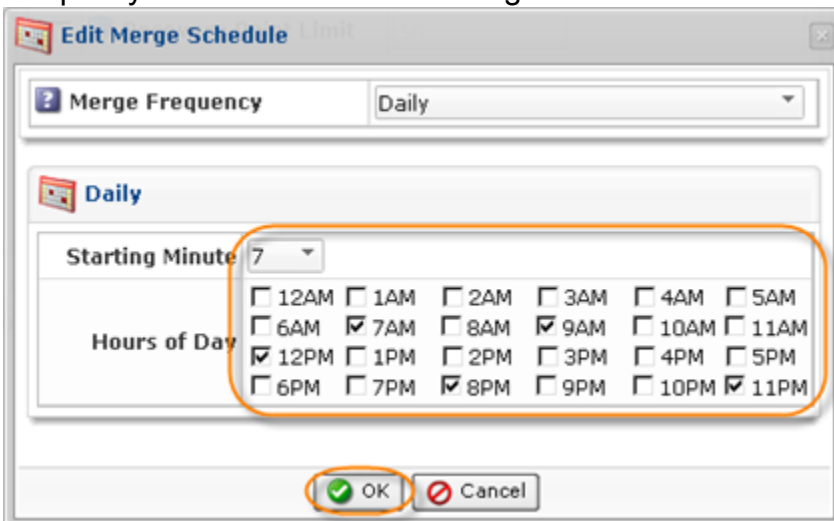 Edit Merge Schedule
Merge Frequency Daily
Daily
Starting Minute 7
12AM 1AM 2AM 3AM 4AM 5AM
6AM 7AM 8AM 9AM 10AM 11AM
Hours of Day
12PM 1PM 2PM 3PM 4PM 5PM
6PM 7PM 8PM 9PM 10PM 11PM
OK Cancel